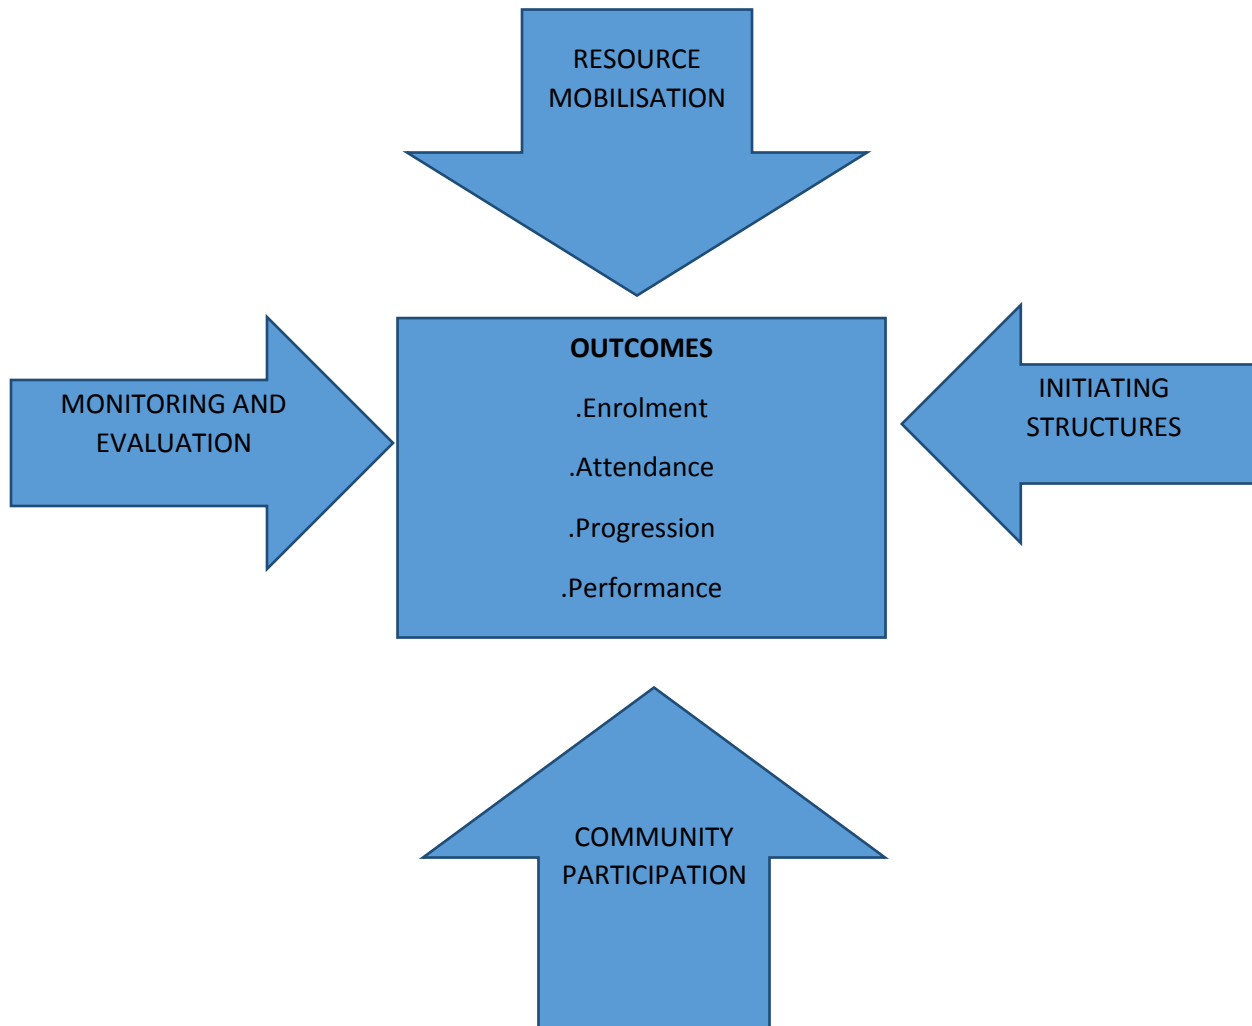 RESOURCE
MOBILISATION
MONITORING AND
EVALUATION
OUTCOMES
.Enrolment
.Attendance
.Progression
.Performance
INITIATING
STRUCTURES
COMMUNITY
PARTICIPATION